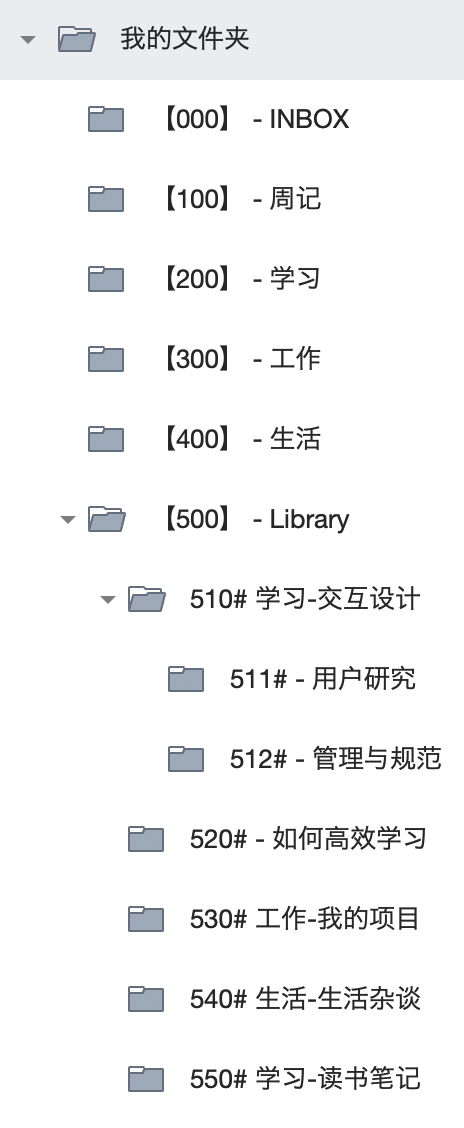 我的文件夹
【000】 - INBOX
【100】 - 周记
【200】 - 学习
【300】 - 工作
【400】 - 生活
【500】 - Library
510# 学习-交互设计
511# - 用户研究
512# - 管理与规范
520# - 如何高效学习
530# 工作-我的项目
540# 生活-生活杂谈
550# 学习-读书笔记